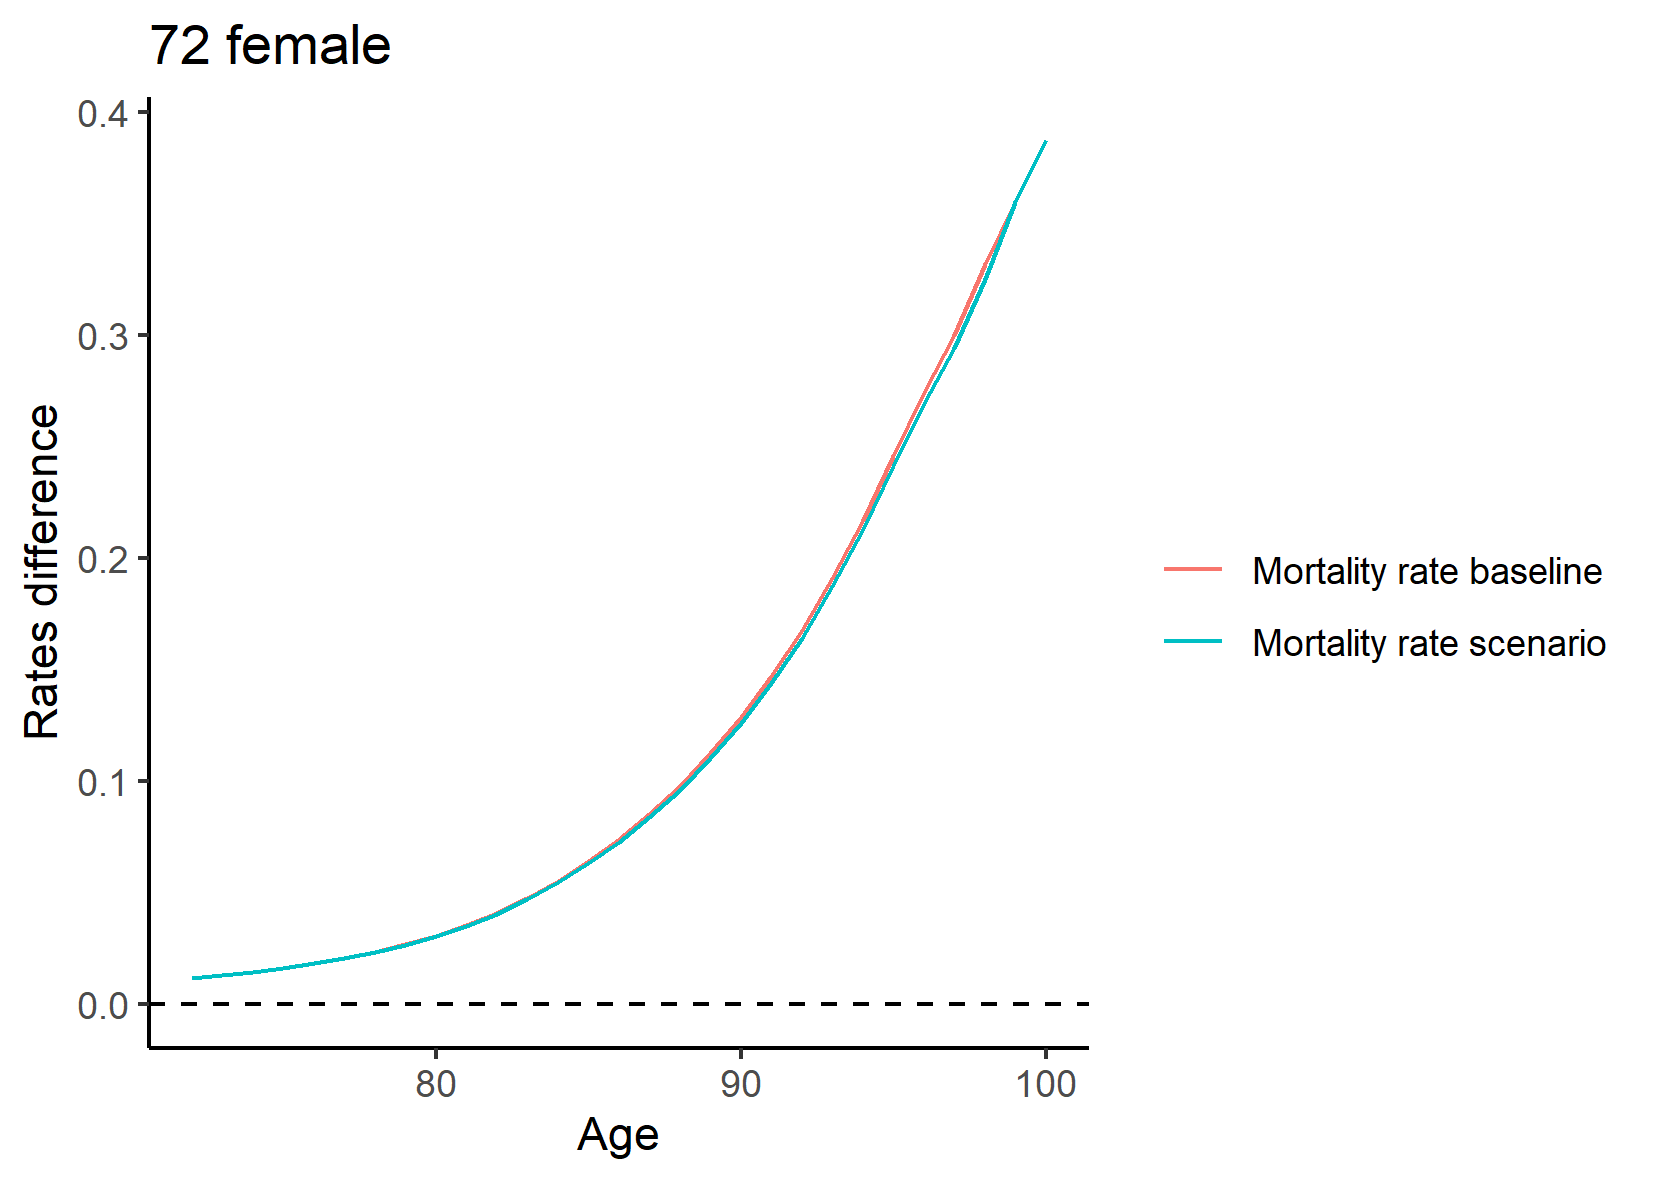 72 female
0.4
0.3
0.2
0.1
0.0
Rates difference
80 90 100
Age
Mortality rate baseline
Mortality rate scenario